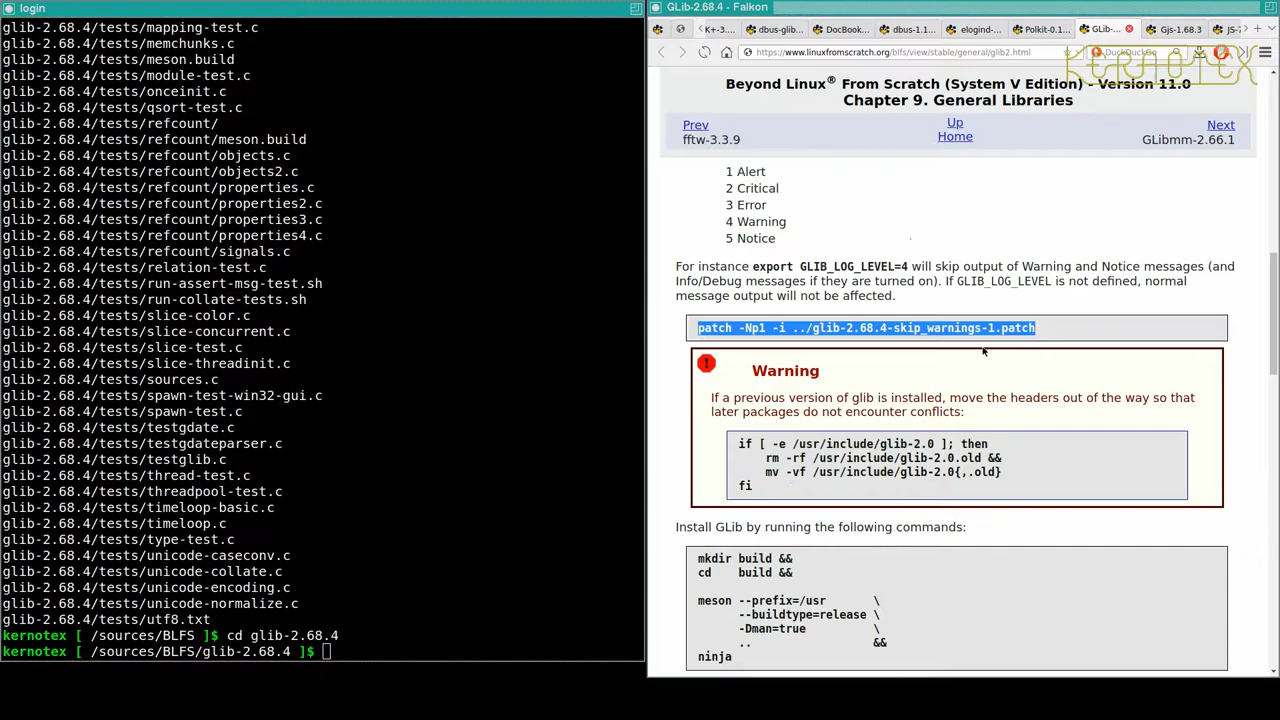 login
glib-2.68.4/tests/mapping-test.c
glib-2.68.4/tests/memchunks.c
glib-2.68.4/tests/meson.build
glib-2.68.4/tests/module-test.c
glib-2.68.4/tests/onceinit.c
glib-2.68.4/tests/qsort-test.c
glib-2.68.4/tests/refcount/
glib-2.68.4/tests/refcount/meson.build
glib-2.68.4/tests/refcount/objects.c
glib-2.68.4/tests/refcount/objects2.c
glib-2.68.4/tests/refcount/properties.c
glib-2.68.4/tests/refcount/properties2.c
glib-2.68.4/tests/refcount/properties3.c
glib-2.68.4/tests/refcount/properties4.c
glib-2.68.4/tests/refcount/signals.c
glib-2.68.4/tests/relation-test.c
glib-2.68.4/tests/run-assert-msg-test.sh
glib-2.68.4/tests/run-collate-tests.sh
glib-2.68.4/tests/slice-color.c
glib-2.68.4/tests/slice-concurrent.c
glib-2.68.4/tests/slice-test.c
glib-2.68.4/tests/slice-threadinit.c
glib-2.68.4/tests/sources.c
glib-2.68.4/tests/spawn-test-win32-gui.c
glib-2.68.4/tests/spawn-test.c
glib-2.68.4/tests/testgdate.c
glib-2.68.4/tests/testgdateparser.c
glib-2.68.4/tests/testglib.c
glib-2.68.4/tests/thread-test.c
glib-2.68.4/tests/threadpool-test.c
glib-2.68.4/tests/timeloop-basic.c
glib-2.68.4/tests/timeloop.c
glib-2.68.4/tests/type-test.c
glib-2.68.4/tests/unicode-caseconv.c
glib-2.68.4/tests/unicode-collate.c
glib-2.68.4/tests/unicode-encoding.c
glib-2.68.4/tests/unicode-normalize.c
glib-2.68.4/tests/utf8.txt
kernotex [ /sources/BLFS ]$ cd glib-2.68.4
kernotex [ /sources/BLFS/glib-2.68.4 ]$
GLib-2.68.4 - Falkon
K+-3.... dbus-glib... DocBook... dbus-1.1... elogind-... Polkit-0.1... GLib-... Gjs-1.68.3 JS-7
https://www.linuxfromscratch.org/blfs/view/stable/general/glib2.html DuckDuckGo
KERNOTEX
Beyond Linux® From Scratch (System V Edition) - Version 11.0
Chapter 9. General Libraries
Prev Up Next
fftw-3.3.9 Home GLibmm-2.66.1
1 Alert
2 Critical
3 Error
4 Warning
5 Notice
For instance export GLIB_LOG_LEVEL=4 will skip output of Warning and Notice messages (and
Info/Debug messages if they are turned on). If GLIB_LOG_LEVEL is not defined, normal
message output will not be affected.
patch -Np1 -i ../glib-2.68.4-skip_warnings-1.patch
Warning
If a previous version of glib is installed, move the headers out of the way so that
later packages do not encounter conflicts:
if [ -e /usr/include/glib-2.0 ]; then
rm -rf /usr/include/glib-2.0.old &&
mv -vf /usr/include/glib-2.0{,.old}
fi
Install GLib by running the following commands:
mkdir build &&
cd build &&
meson --prefix=/usr \
--buildtype=release \
-Dman=true \
.. &&
ninja